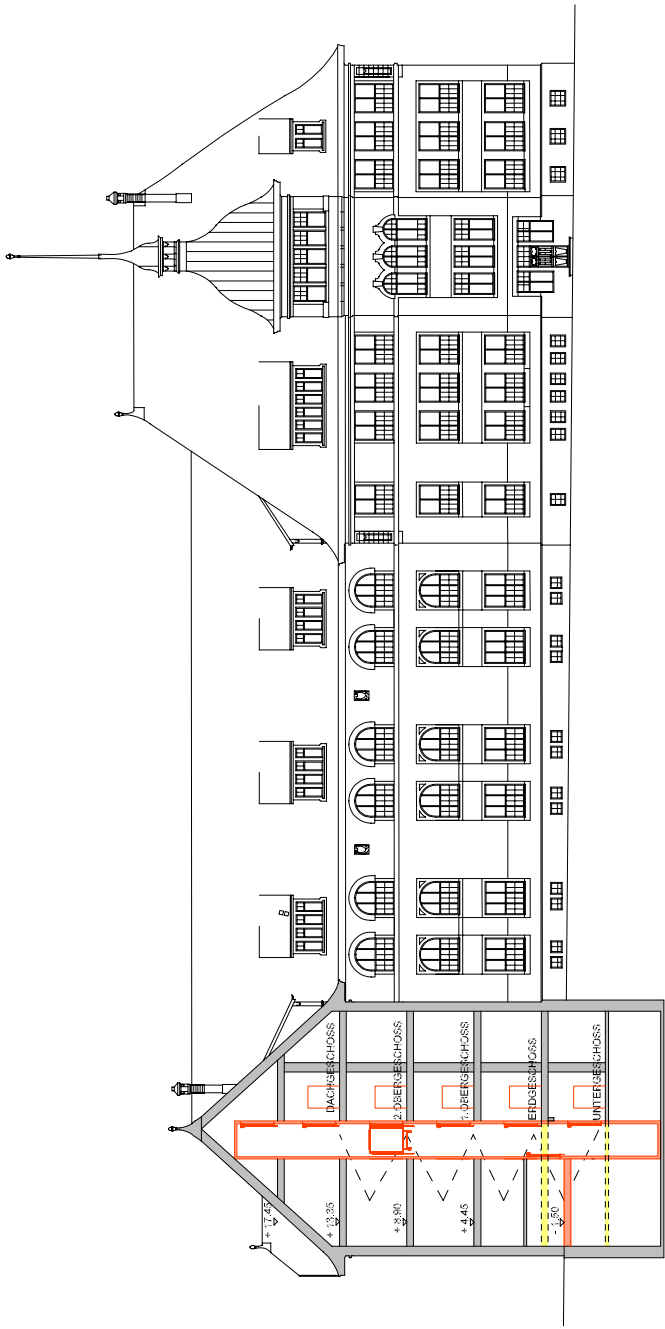 DACHGESCHOSS
2.OBERGESCHOSS
1.OBERGESCHOSS
ERDGESCHOSS
UNTERGESCHOSS
+ 17.45
+ 13.35
+ 8.90
+ 4.45
- 1.50